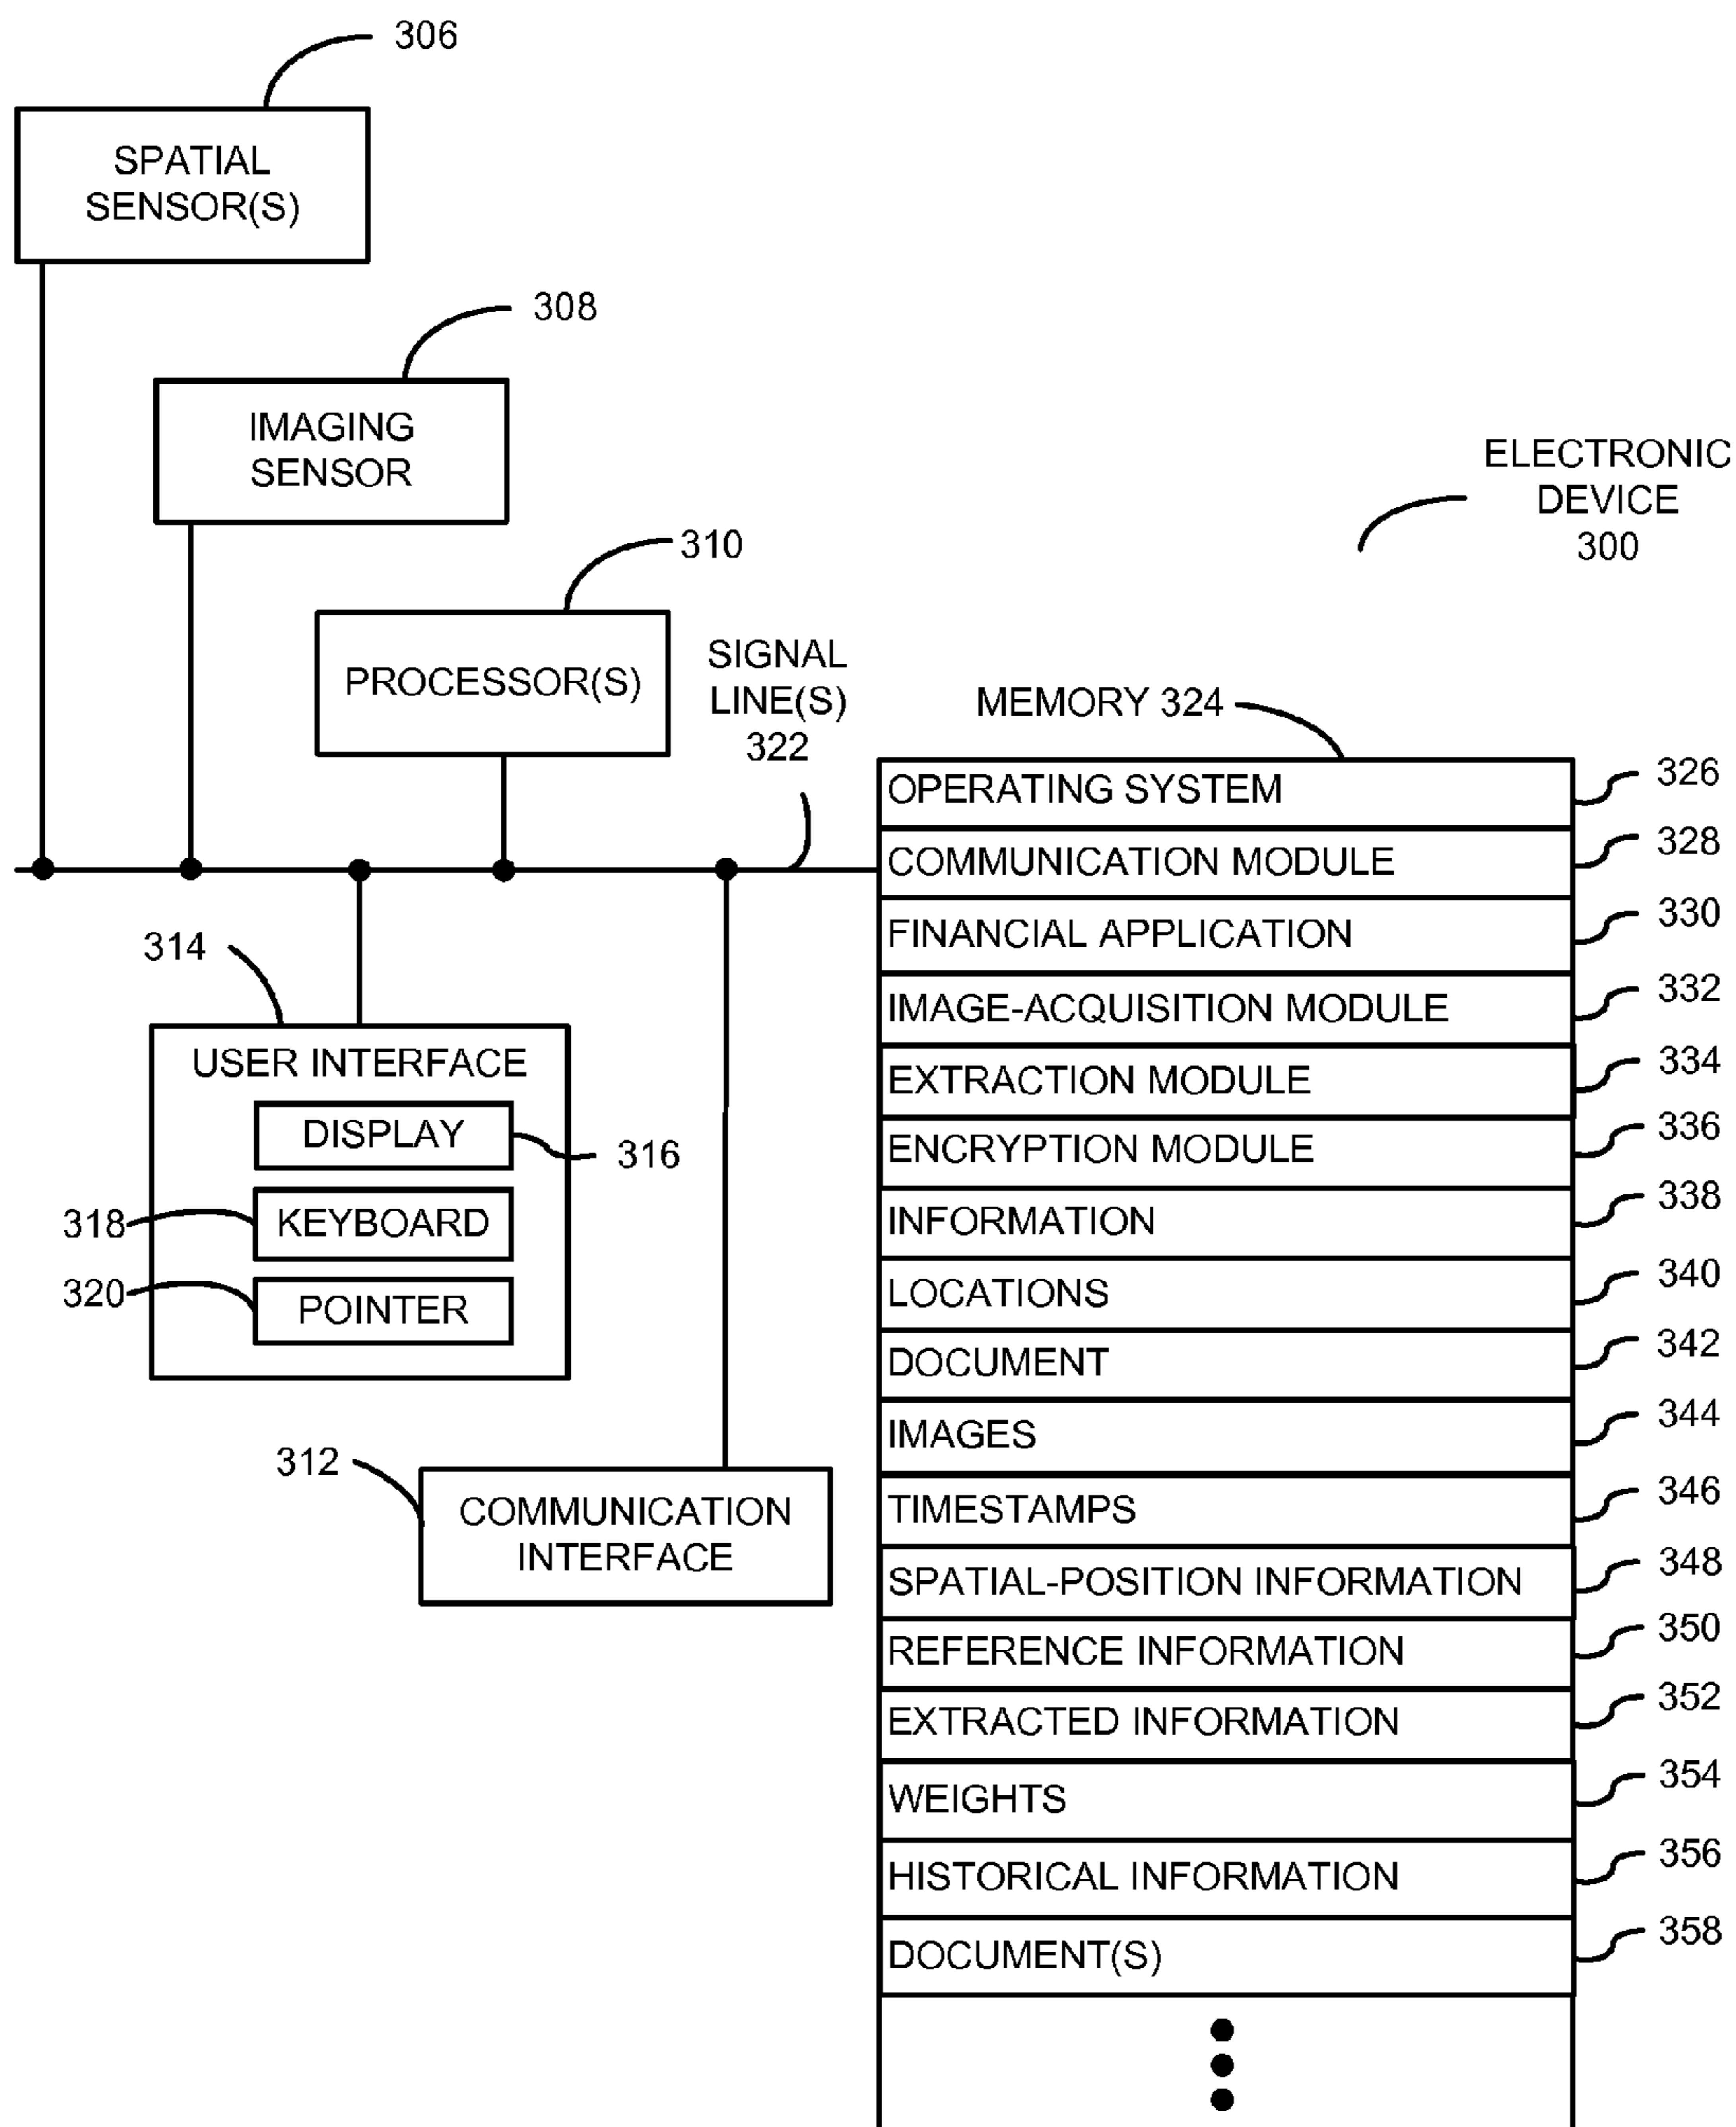 306
SPATIAL
SENSOR(S)
308
IMAGING
SENSOR
ELECTRONIC
DEVICE
300
310
PROCESSOR(S)
SIGNAL
LINE(S)
322
MEMORY 324
OPERATING SYSTEM
326
COMMUNICATION MODULE
328
FINANCIAL APPLICATION
330
IMAGE-ACQUISITION MODULE
332
EXTRACTION MODULE
334
ENCRYPTION MODULE
336
INFORMATION
338
LOCATIONS
340
DOCUMENT
342
IMAGES
344
TIMESTAMPS
346
SPATIAL-POSITION INFORMATION
348
REFERENCE INFORMATION
350
EXTRACTED INFORMATION
352
WEIGHTS
354
HISTORICAL INFORMATION
356
DOCUMENT(S)
358
314
USER INTERFACE
DISPLAY
316
318
KEYBOARD
320
POINTER
312
COMMUNICATION
INTERFACE